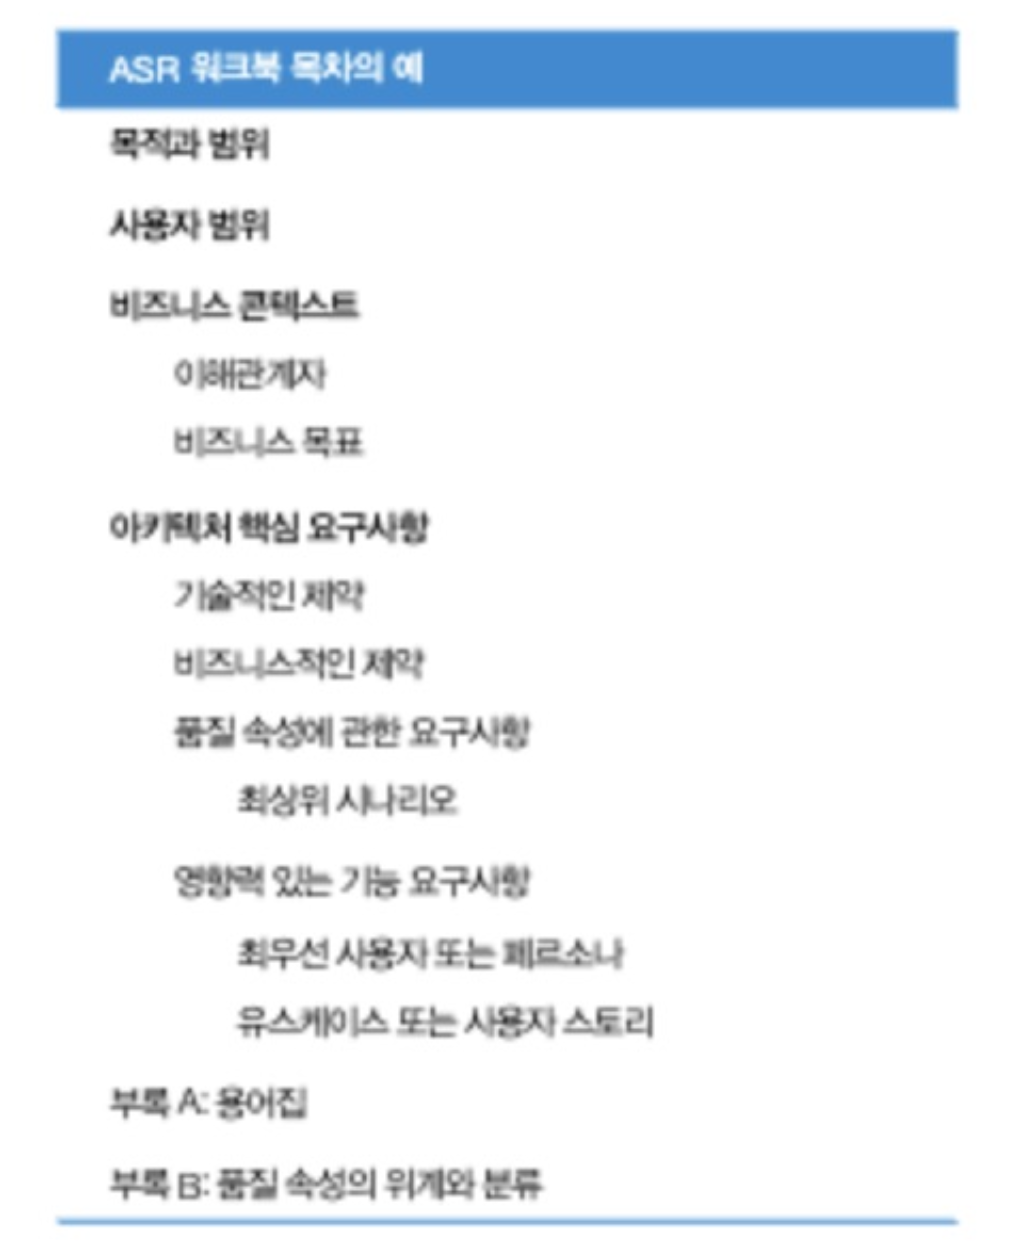 ASR 워크북 목차의 예
목적과 범위
사용자 범위
비즈니스 콘텍스트
이해관계자
비즈니스 목표
아키텍처 핵심 요구사항
기술적인 제약
비즈니스적인 제약
품질 속성에 관한 요구사항
최상위 시나리오
영향력 있는 기능 요구사항
최우선 사용자 또는 페르소나
유스케이스 또는 사용자 스토리
부록 A: 용어집
부록 B: 품질 속성의 위계와 분류